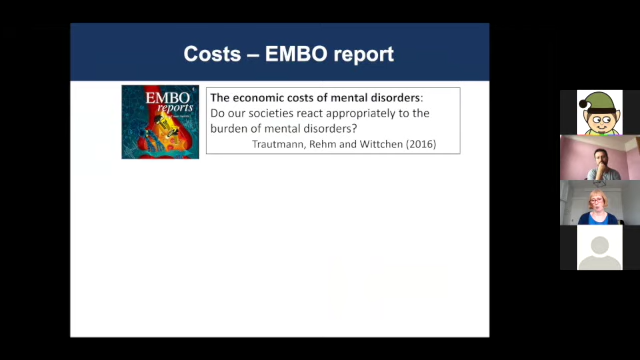 Costs – EMBO report
EMBO
reports
The economic costs of mental disorders:
Do our societies react appropriately to the
burden of mental disorders?
Trautmann, Rehm and Wittchen (2016)